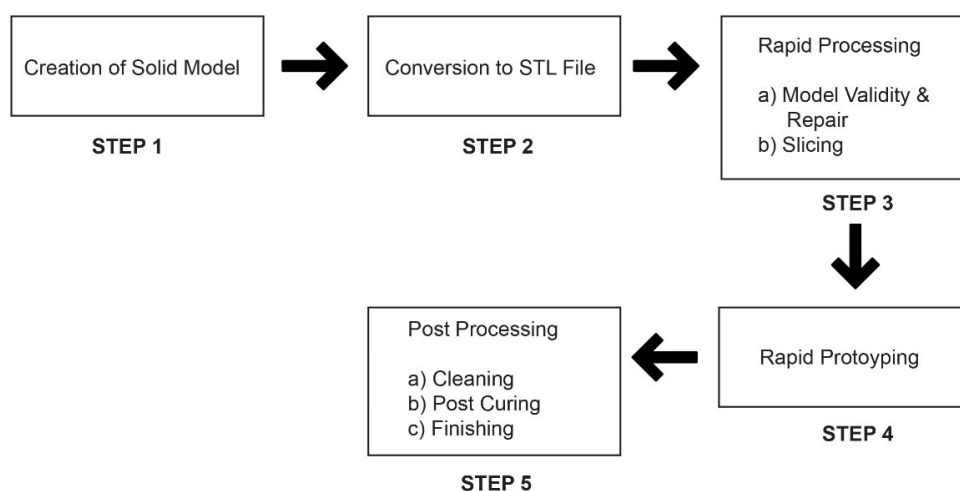 Creation of Solid Model
STEP 1
Conversion to STL File
STEP 2
Rapid Processing
a) Model Validity &
Repair
b) Slicing
STEP 3
Rapid Protoyping
STEP 4
Post Processing
a) Cleaning
b) Post Curing
c) Finishing
STEP 5